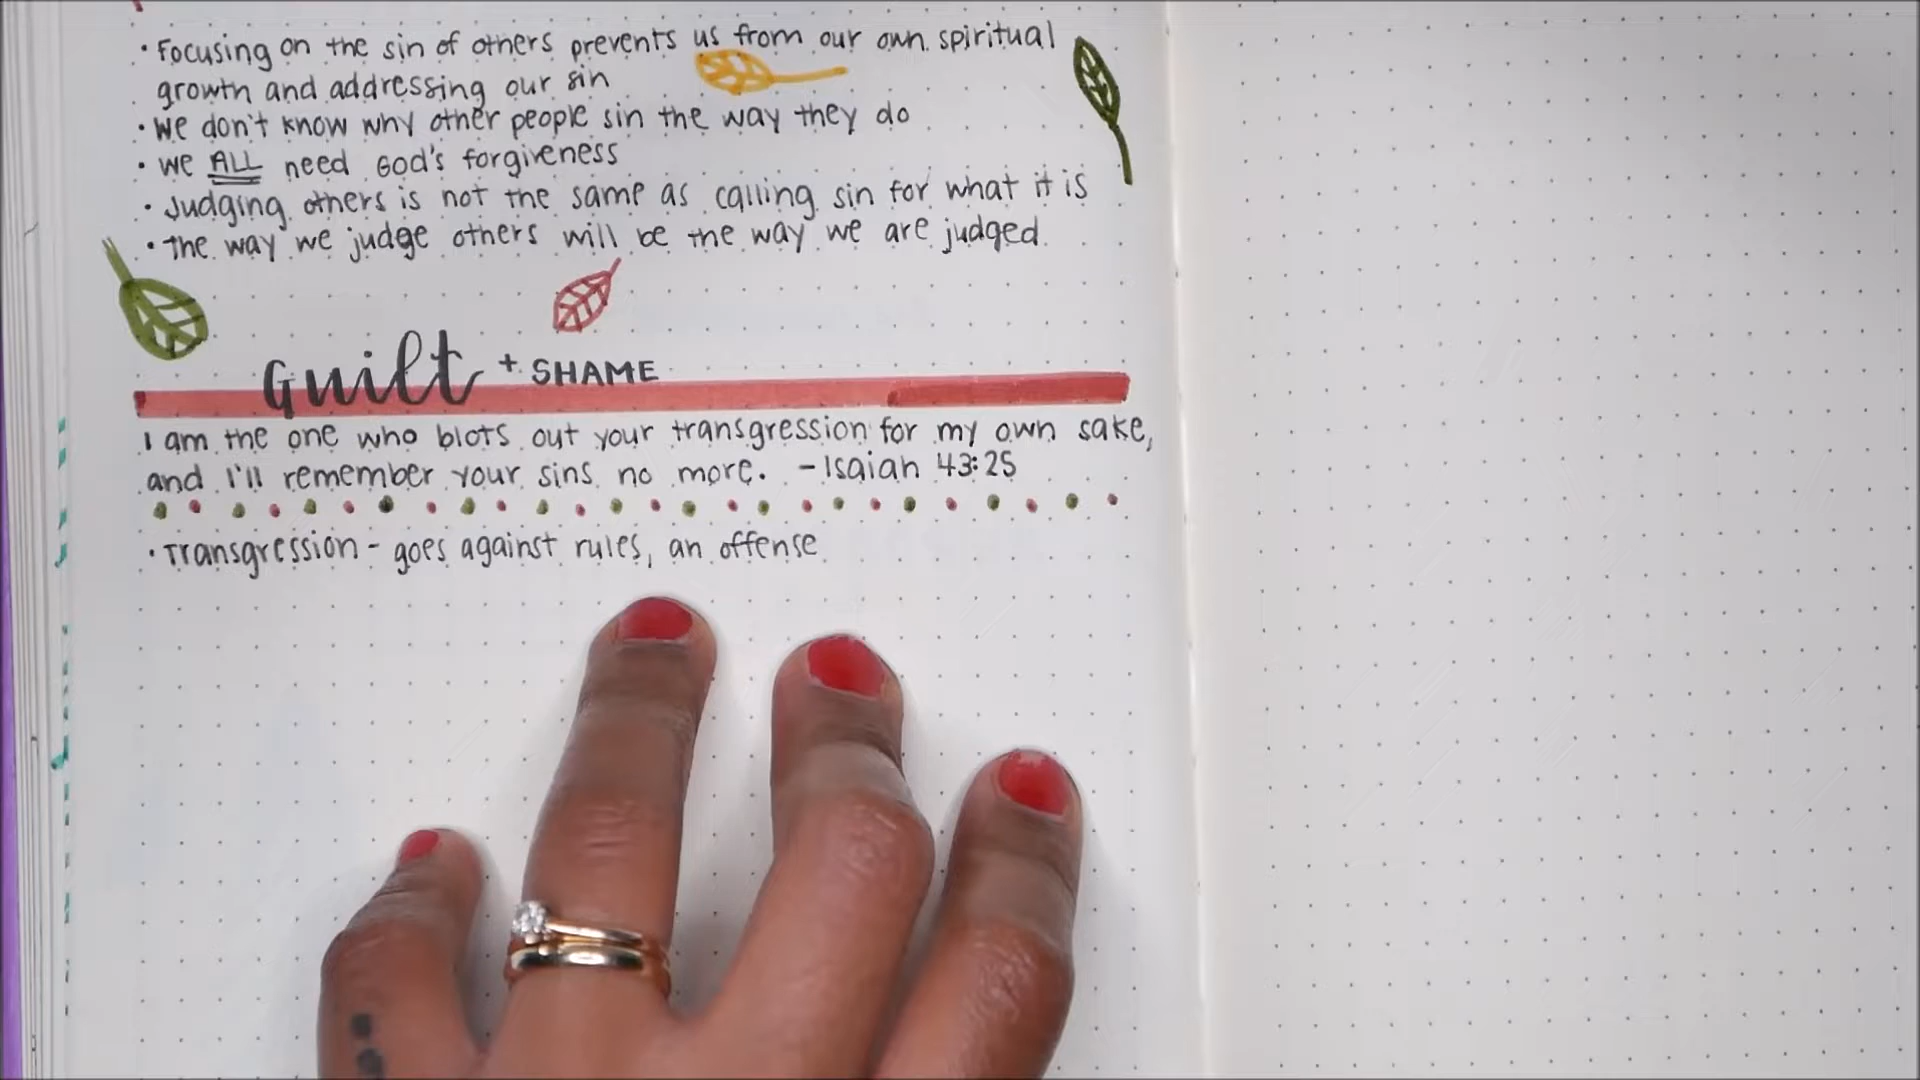 • Focusing on the sin of others prevents us from our own spiritual
growth and addressing our sin
• We don't know why other people sin the way they do
• We ALL need God's forgiveness
• Judging others is not the same as calling sin for what it is
• The way we judge others will be the way we are judged.
Guilt + SHAME
I am the one who blots out your transgression for my own sake,
and I'll remember your sins no more. - Isaiah 43:25
• Transgression - goes against rules, an offense